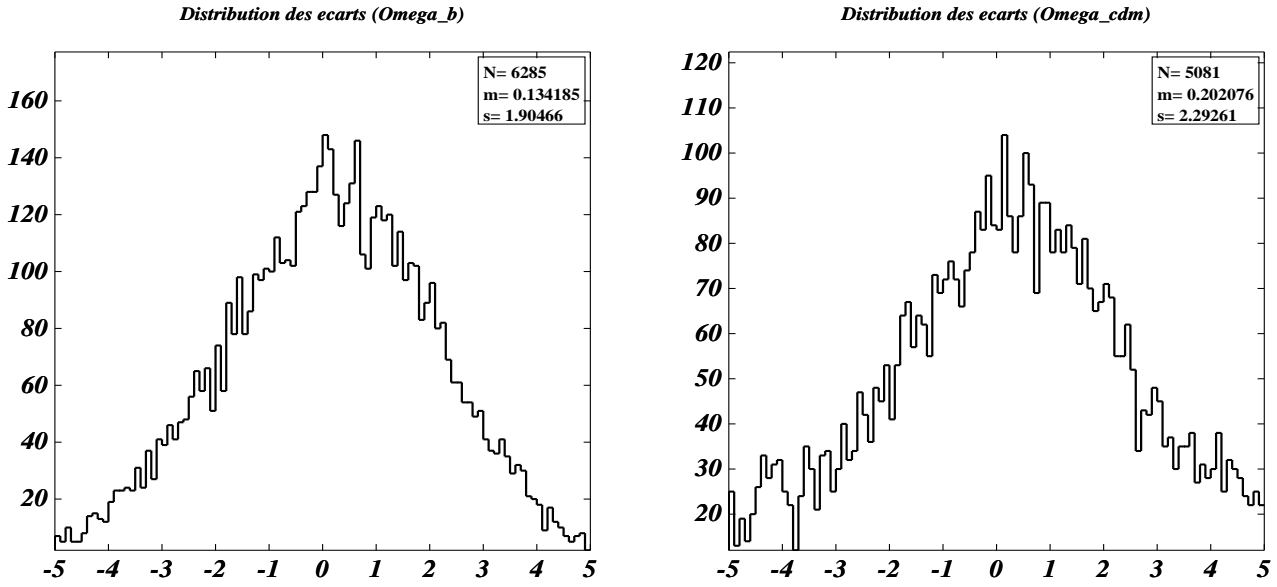 Distribution des ecarts (Omega_b)
N= 6285
m= 0.134185
s= 1.90466
160
140
120
100
80
60
40
20
-5 -4 -3 -2 -1 0 1 2 3 4 5
Distribution des ecarts (Omega_cdm)
N= 5081
m= 0.202076
s= 2.29261
120
110
100
90
80
70
60
50
40
30
20
-5 -4 -3 -2 -1 0 1 2 3 4 5